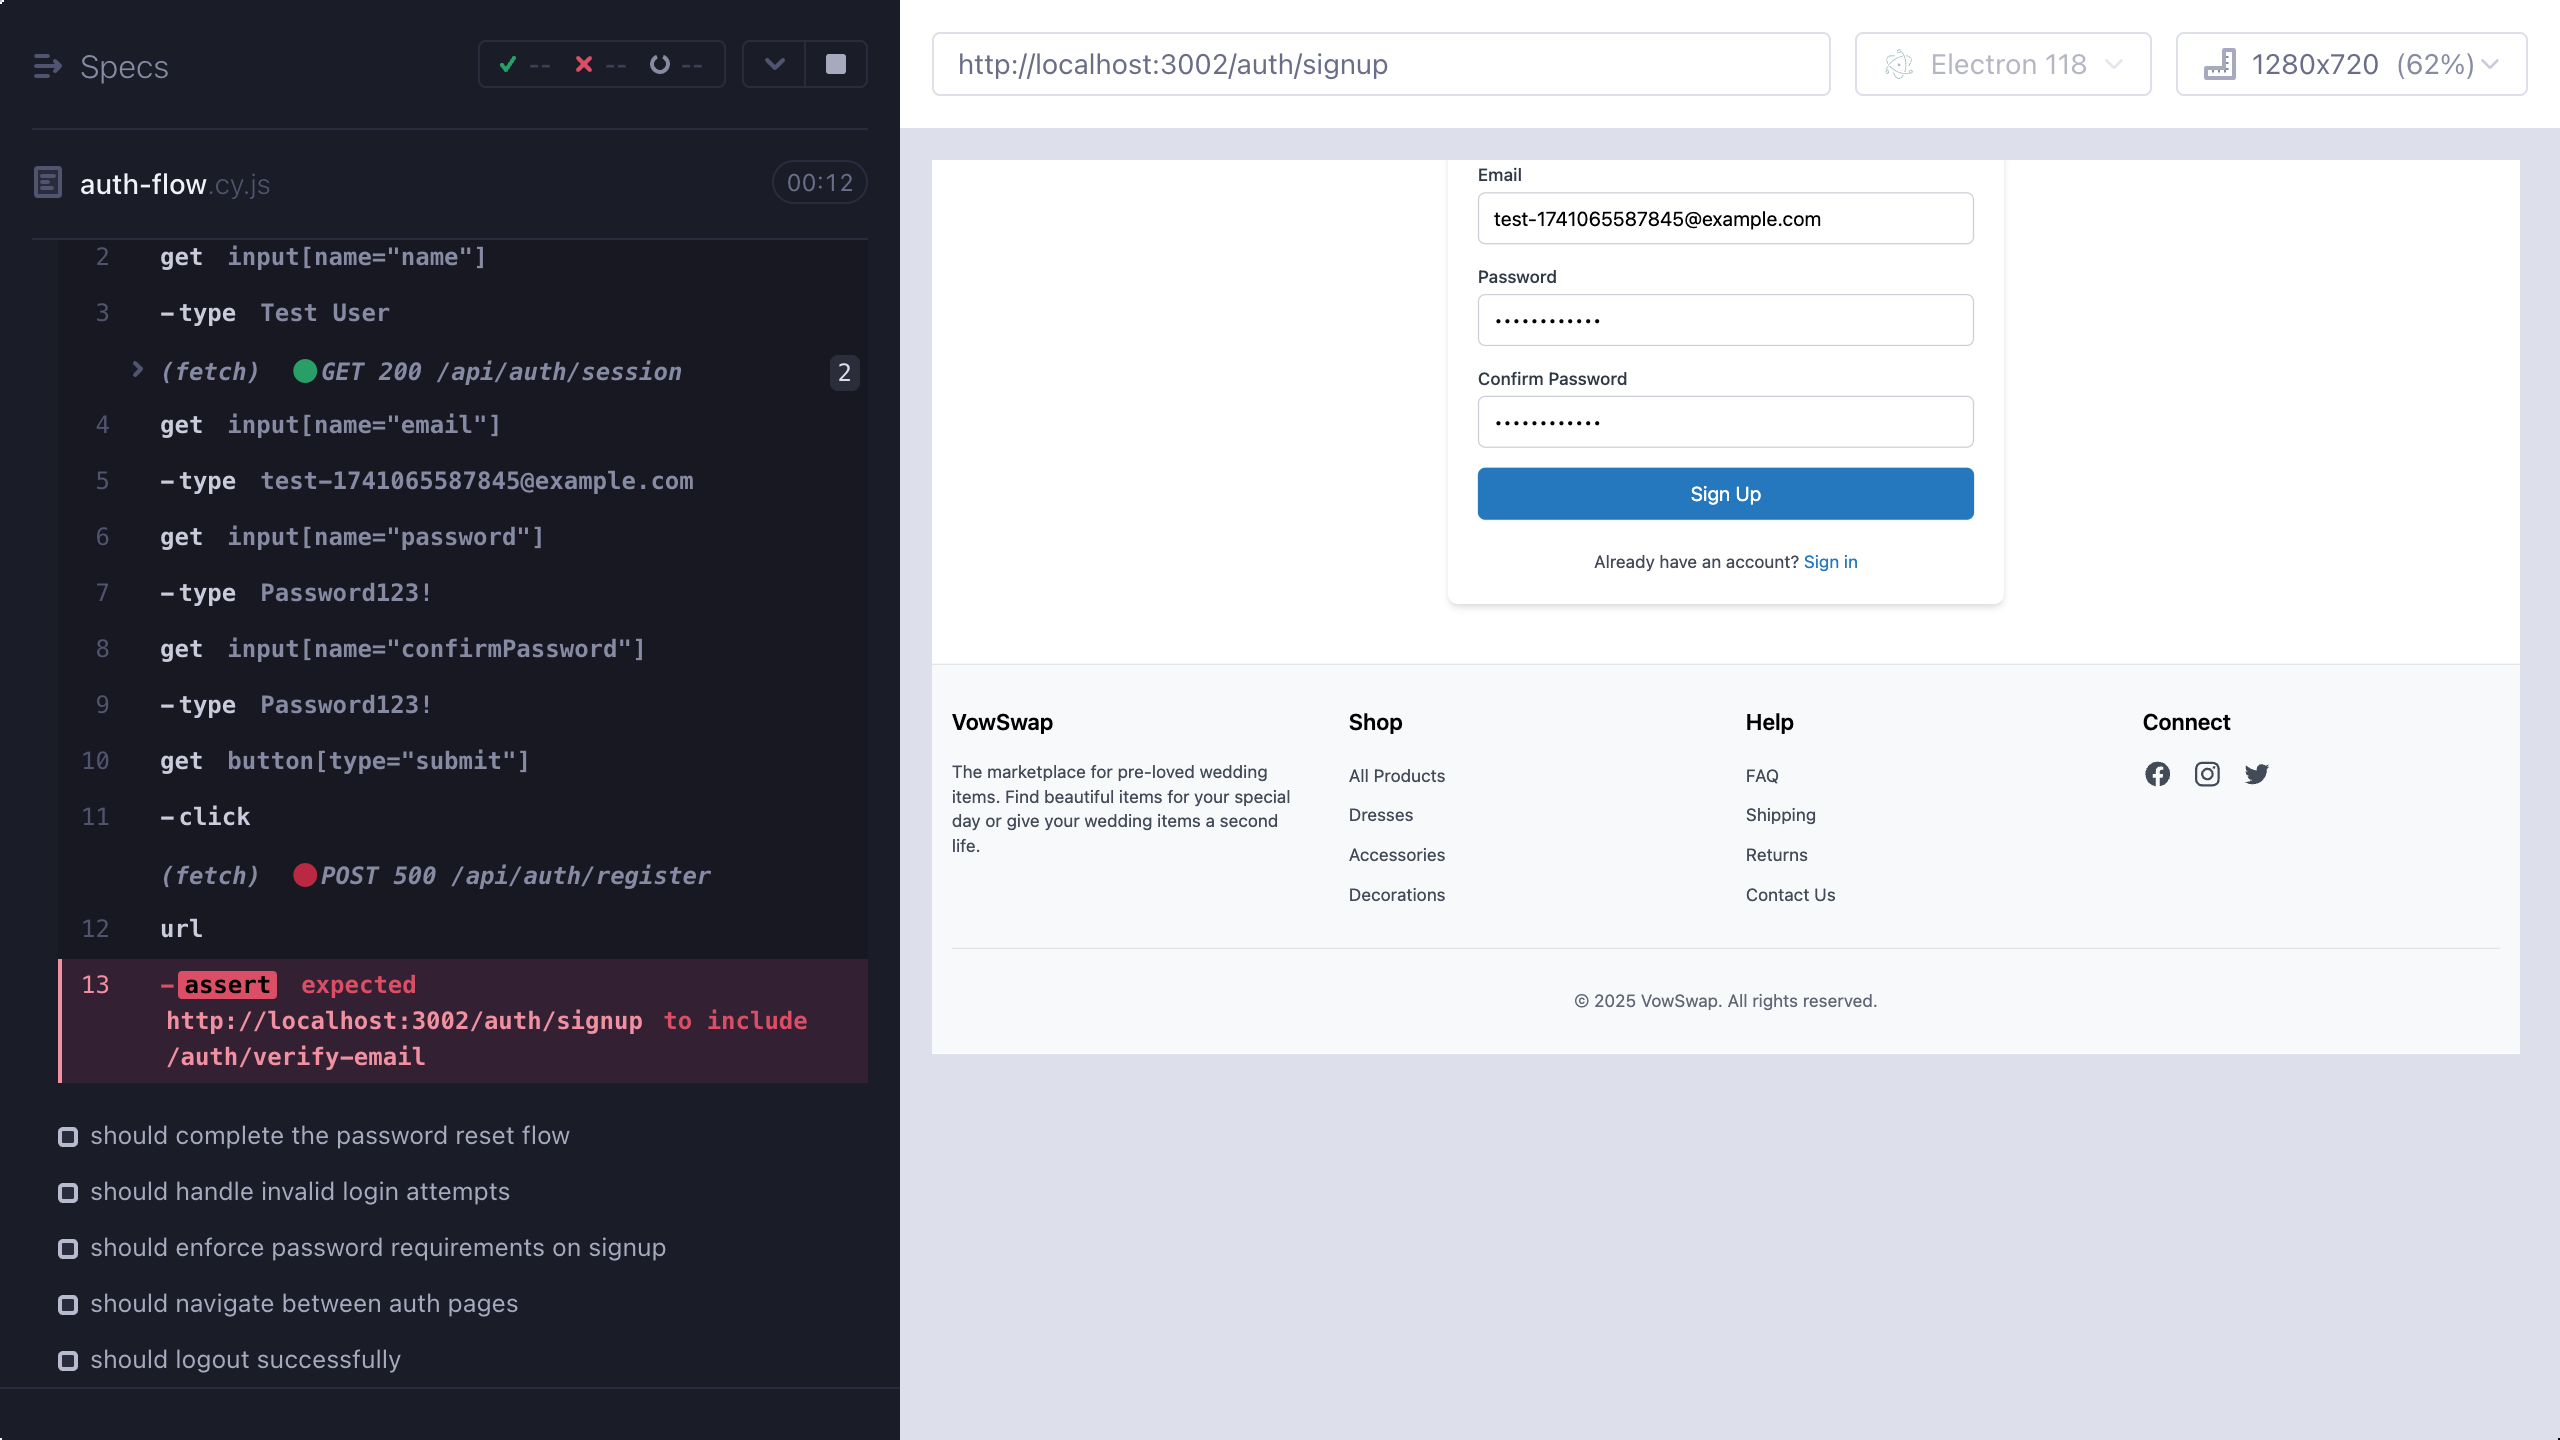 Specs
-- -- --
auth-flow.cy.js
00:12
2 get input[name="name"]
3 -type Test User
(fetch) GET 200 /api/auth/session 2
4 get input[name="email"]
5 -type test-1741065587845@example.com
6 get input[name="password"]
7 -type Password123!
8 get input[name="confirmPassword"]
9 -type Password123!
10 get button[type="submit"]
11 -click
(fetch) POST 500 /api/auth/register
12 url
13 -assert expected
http://localhost:3002/auth/signup to include
/auth/verify-email
should complete the password reset flow
should handle invalid login attempts
should enforce password requirements on signup
should navigate between auth pages
should logout successfully
http://localhost:3002/auth/signup
Electron 118
1280x720 (62%)
Email
test-1741065587845@example.com
Password
••••••••••••
Confirm Password
••••••••••••
Sign Up
Already have an account? Sign in
VowSwap
The marketplace for pre-loved wedding
items. Find beautiful items for your special
day or give your wedding items a second
life.
Shop
All Products
Dresses
Accessories
Decorations
Help
FAQ
Shipping
Returns
Contact Us
Connect
© 2025 VowSwap. All rights reserved.